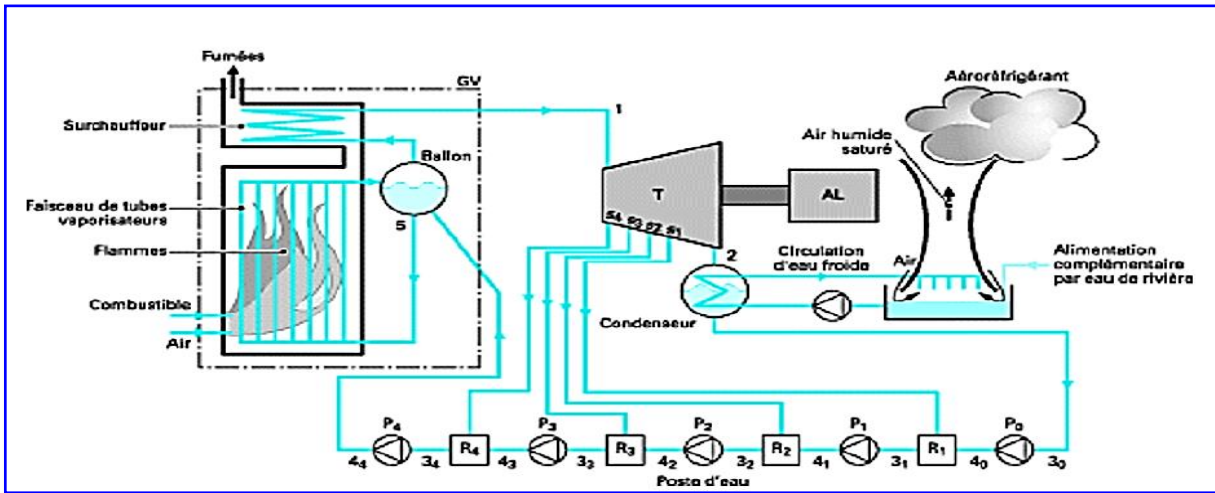 Fumées
GV
Surchauffeur
Ballon
Faisceau de tubes
vaporisateurs
Flammes
5
Combustible
Air
1
T
S4 S3 S2 S1
AL
2
Condenseur
Circulation
d'eau froide
Aéroréfrigérant
Air humide
saturé
Air
Alimentation
complémentaire
par eau de rivière
P4 P3 P2 P1 P0
44 34 R4 43 33 R3 42 32 R2 41 31 R1 40 30
Poste d'eau